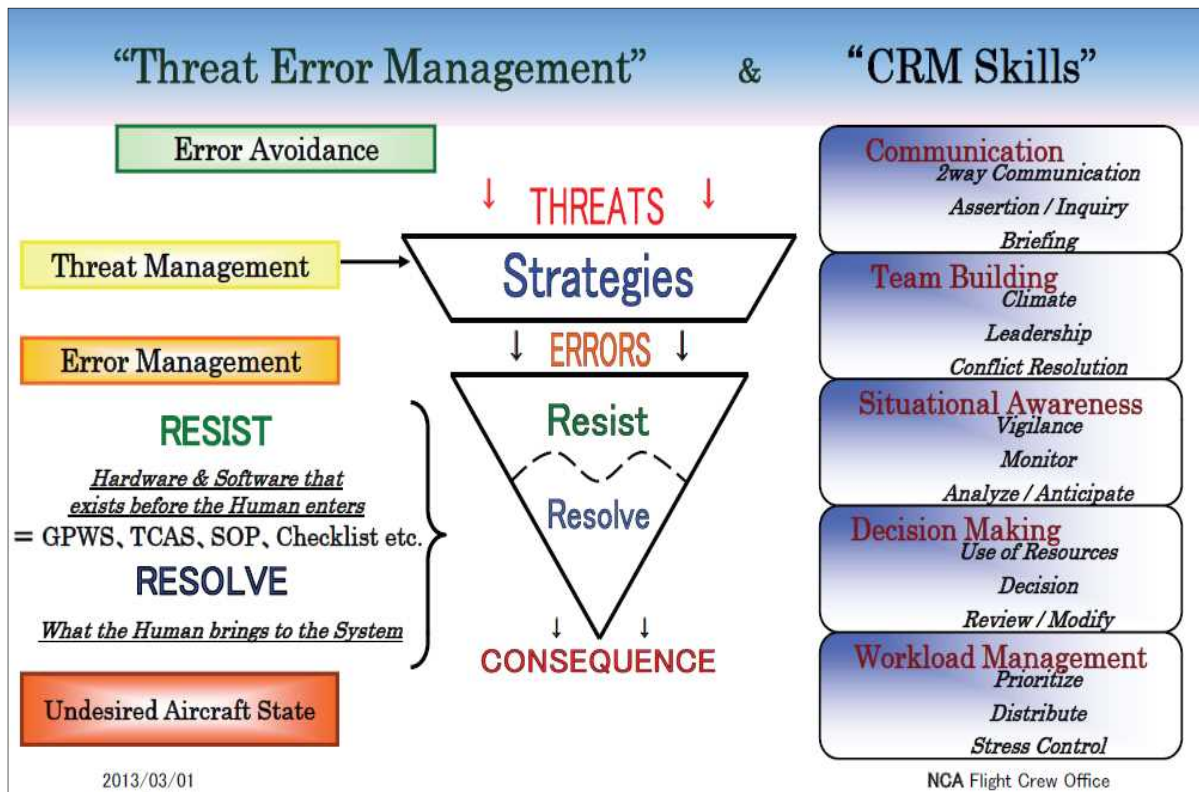 “Threat Error Management” & “CRM Skills”
Error Avoidance
Threat Management
Error Management
RESIST
Hardware & Software that
exists before the Human enters
= GPWS、TCAS、SOP、Checklist etc.
RESOLVE
What the Human brings to the System
Undesired Aircraft State
↓ THREATS ↓
Strategies
↓ ERRORS ↓
Resist
Resolve
↓ ↓
CONSEQUENCE
Communication
2way Communication
Assertion / Inquiry
Briefing
Team Building
Climate
Leadership
Conflict Resolution
Situational Awareness
Vigilance
Monitor
Analyze / Anticipate
Decision Making
Use of Resources
Decision
Review / Modify
Workload Management
Prioritize
Distribute
Stress Control
2013/03/01
NCA Flight Crew Office